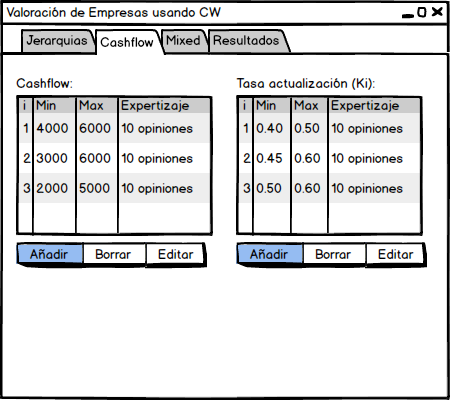 Valoración de Empresas usando CW
Jerarquias Cashflow Mixed Resultados
Cashflow:
i Min Max Expertizaje
1 4000 6000 10 opiniones
2 3000 6000 10 opiniones
3 2000 5000 10 opiniones
Añadir Borrar Editar
Tasa actualización (Ki):
i Min Max Expertizaje
1 0.40 0.50 10 opiniones
2 0.45 0.60 10 opiniones
3 0.50 0.60 10 opiniones
Añadir Borrar Editar